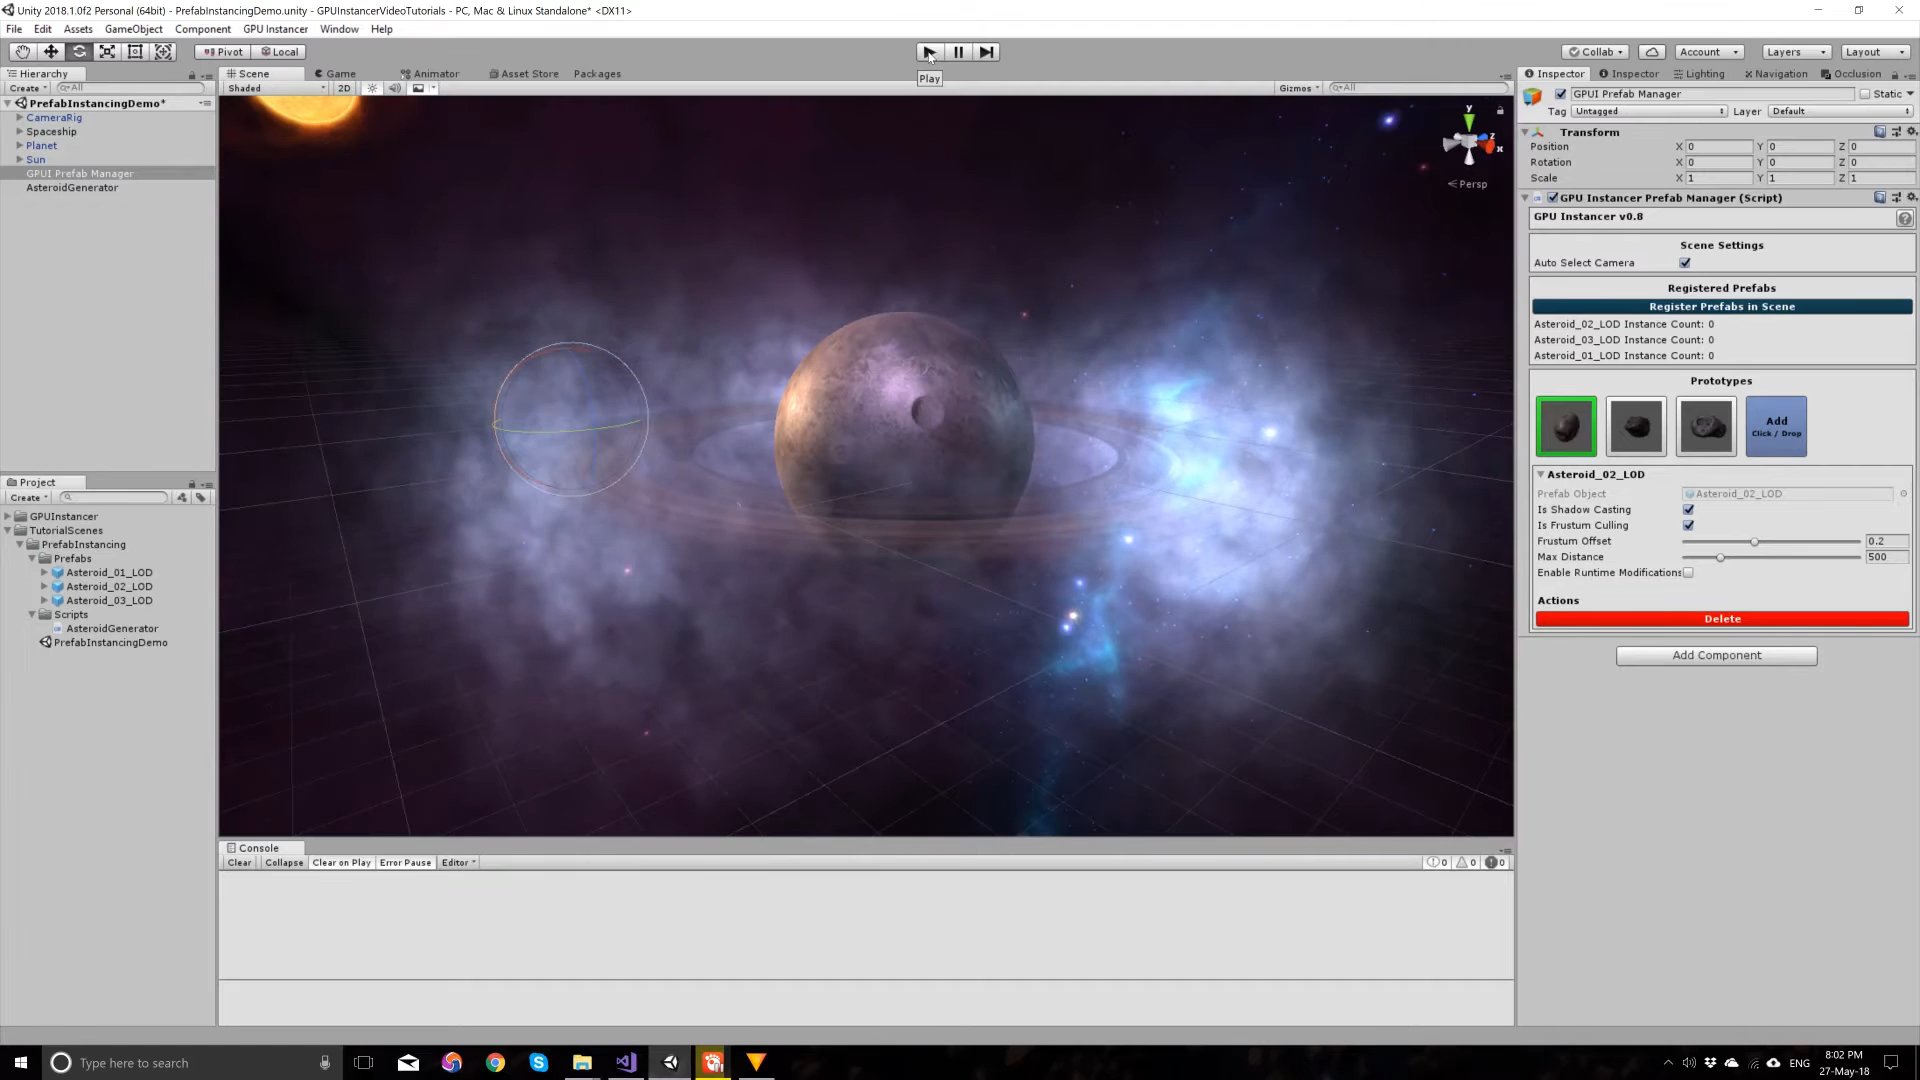 Unity 2018.1.0f2 Personal (64bit) - PrefabInstancingDemo.unity - GPUInstancerVideoTutorials - PC, Mac & Linux Standalone* <DX11>
File Edit Assets GameObject Component GPU Instancer Window Help
Pivot Local Collab Account Layers Layout
Hierarchy Scene Game Animator Asset Store Packages Inspector Inspector Lighting Navigation Occlusion
Create All Shaded 2D Play Gizmos All
PrefabInstancingDemo*
CameraRig
Spaceship
Planet
Sun
GPUI Prefab Manager
AsteroidGenerator
y
z
x
Persp
GPUI Prefab Manager Static
Tag Untagged Layer Default
Transform
Position X 0 Y 0 Z 0
Rotation X 0 Y 0 Z 0
Scale X 1 Y 1 Z 1
GPU Instancer Prefab Manager (Script)
GPU Instancer v0.8
Scene Settings
Auto Select Camera
Registered Prefabs
Register Prefabs in Scene
Asteroid_02_LOD Instance Count: 0
Asteroid_03_LOD Instance Count: 0
Asteroid_01_LOD Instance Count: 0
Prototypes
Add
Click / Drop
Asteroid_02_LOD
Prefab Object Asteroid_02_LOD
Is Shadow Casting
Is Frustum Culling
Frustum Offset 0.2
Max Distance 500
Enable Runtime Modifications
Actions
Delete
Add Component
Project
Create
GPUInstancer
TutorialScenes
PrefabInstancing
Prefabs
Asteroid_01_LOD
Asteroid_02_LOD
Asteroid_03_LOD
Scripts
AsteroidGenerator
PrefabInstancingDemo
Console
Clear Collapse Clear on Play Error Pause Editor 0 0 0
Type here to search
ENG
8:02 PM
27-May-18